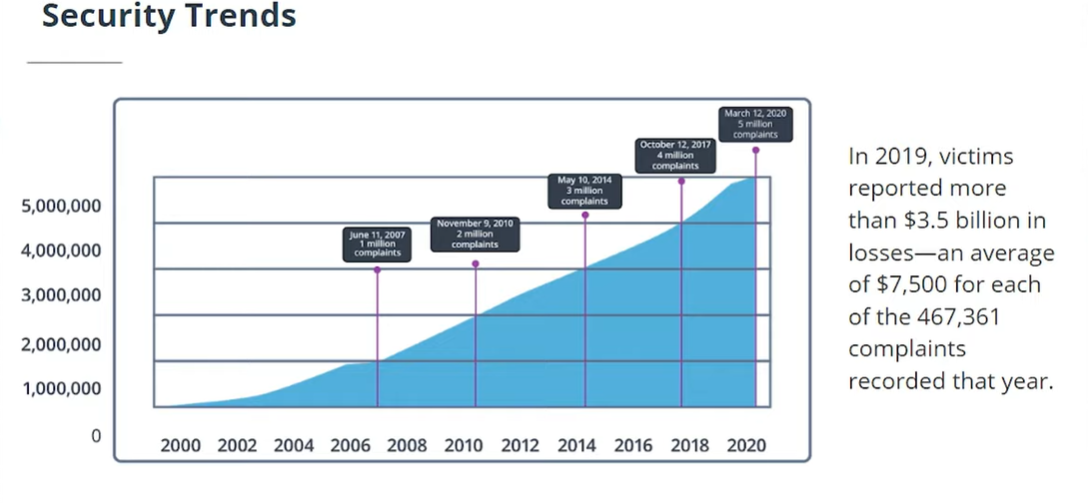 Security Trends
March 12, 2020
5 million
complaints
October 12, 2017
4 million
complaints
May 10, 2014
3 million
complaints
November 9, 2010
2 million
complaints
June 11, 2007
1 million
complaints
5,000,000
4,000,000
3,000,000
2,000,000
1,000,000
0
2000 2002 2004 2006 2008 2010 2012 2014 2016 2018 2020
In 2019, victims
reported more
than $3.5 billion in
losses—an average
of $7,500 for each
of the 467,361
complaints
recorded that year.